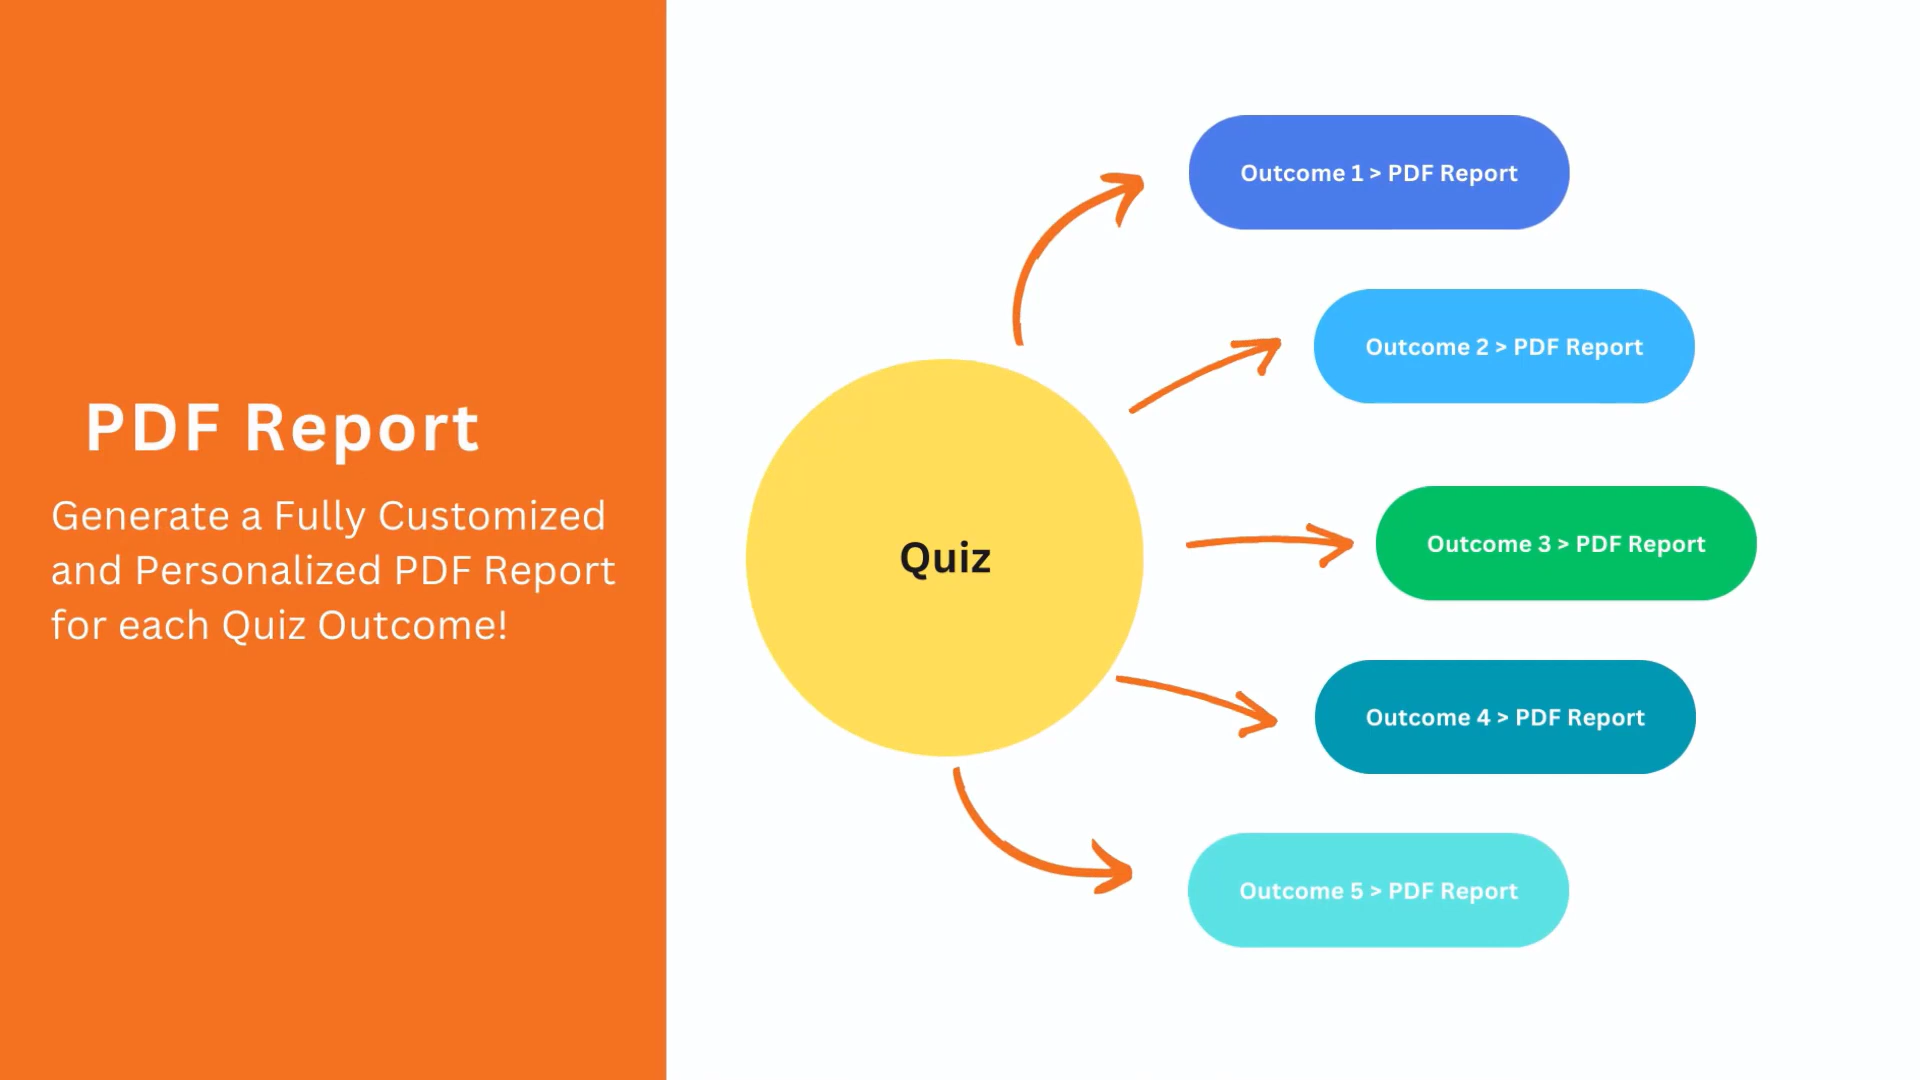 PDF Report
Generate a Fully Customized
and Personalized PDF Report
for each Quiz Outcome!
Quiz
Outcome 1 > PDF Report
Outcome 2 > PDF Report
Outcome 3 > PDF Report
Outcome 4 > PDF Report
Outcome 5 > PDF Report